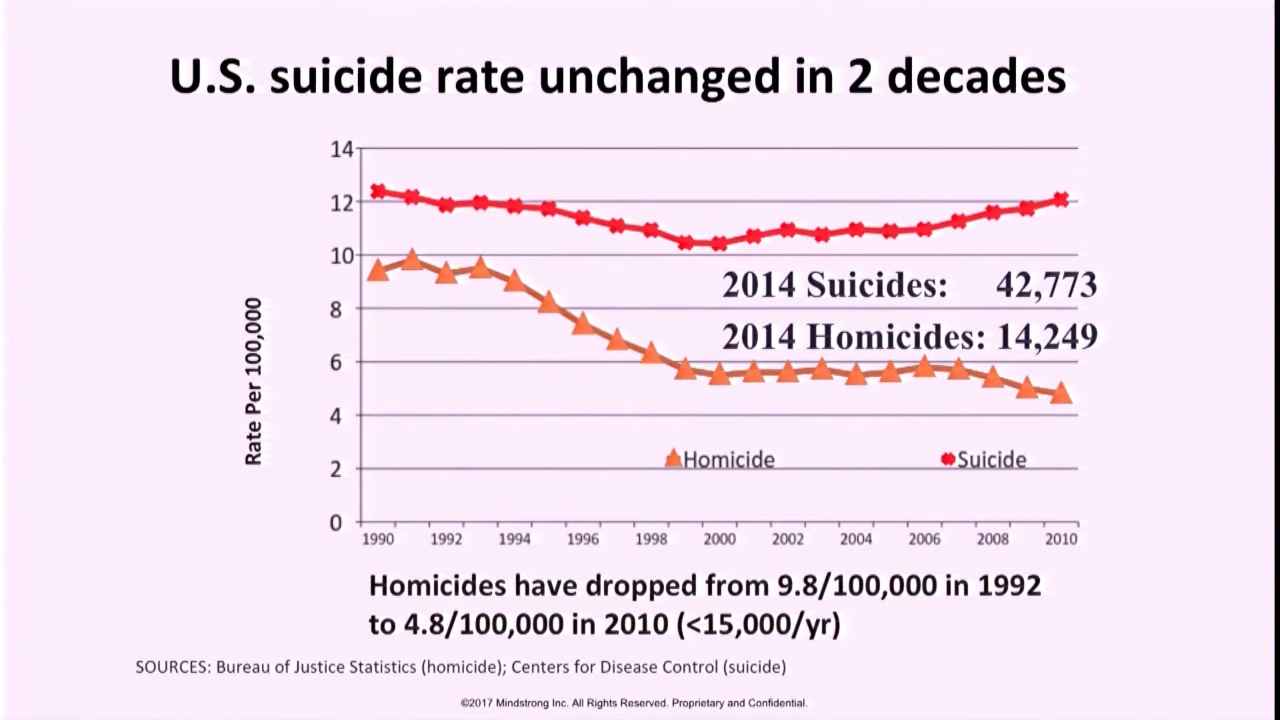 U.S. suicide rate unchanged in 2 decades
14
12
10
8
6
4
2
0
Rate Per 100,000
2014 Suicides: 42,773
2014 Homicides: 14,249
Homicide
Suicide
1990 1992 1994 1996 1998 2000 2002 2004 2006 2008 2010
Homicides have dropped from 9.8/100,000 in 1992
to 4.8/100,000 in 2010 (<15,000/yr)
SOURCES: Bureau of Justice Statistics (homicide); Centers for Disease Control (suicide)
©2017 Mindstrong Inc. All Rights Reserved. Proprietary and Confidential.